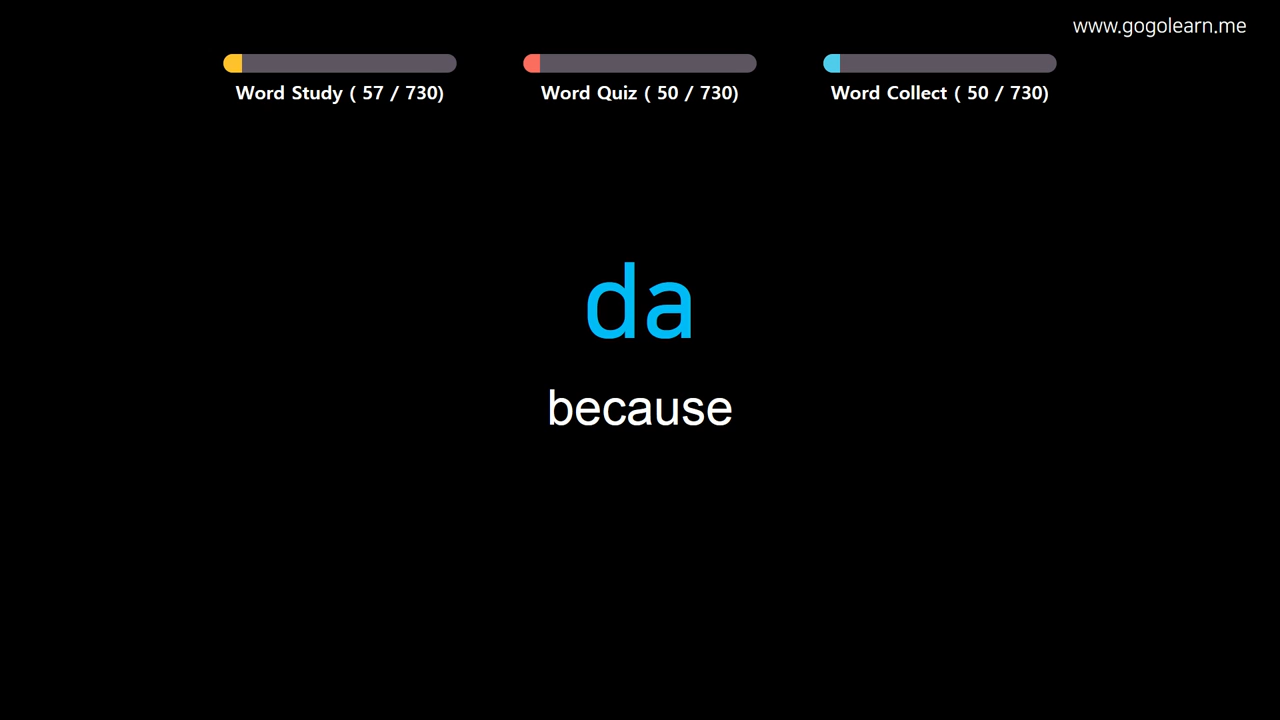 www.gogolearn.me
Word Study ( 57 / 730)
Word Quiz ( 50 / 730)
Word Collect ( 50 / 730)
da
because